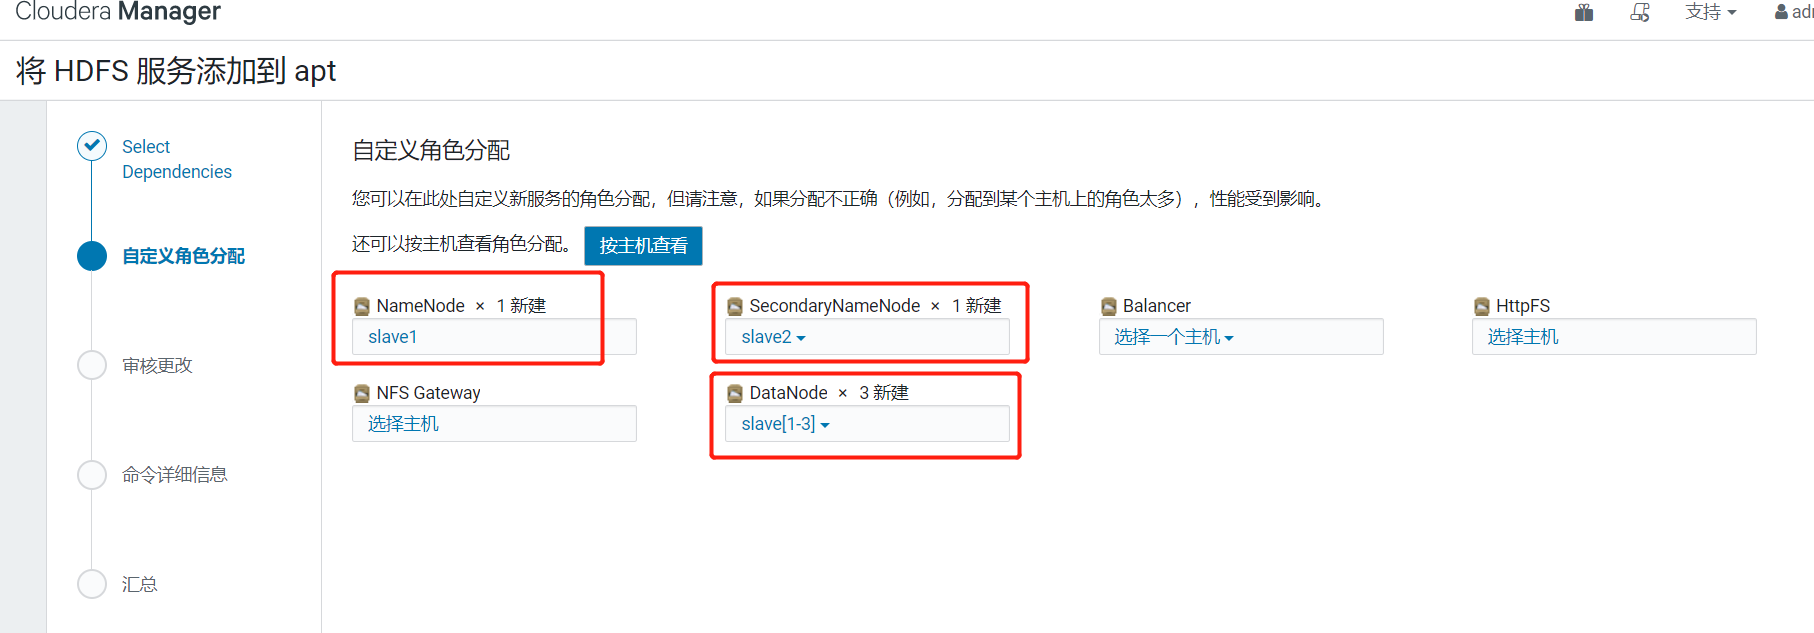 Cloudera Manager
支持
将 HDFS 服务添加到 apt
Select
Dependencies
自定义角色分配
审核更改
命令详细信息
汇总
自定义角色分配
您可以在此处自定义新服务的角色分配，但请注意，如果分配不正确（例如，分配到某个主机上的角色太多），性能受到影响。
还可以按主机查看角色分配。 按主机查看
NameNode × 1 新建
slave1
SecondaryNameNode × 1 新建
slave2
Balancer
选择一个主机
HttpFS
选择主机
NFS Gateway
选择主机
DataNode × 3 新建
slave[1-3]